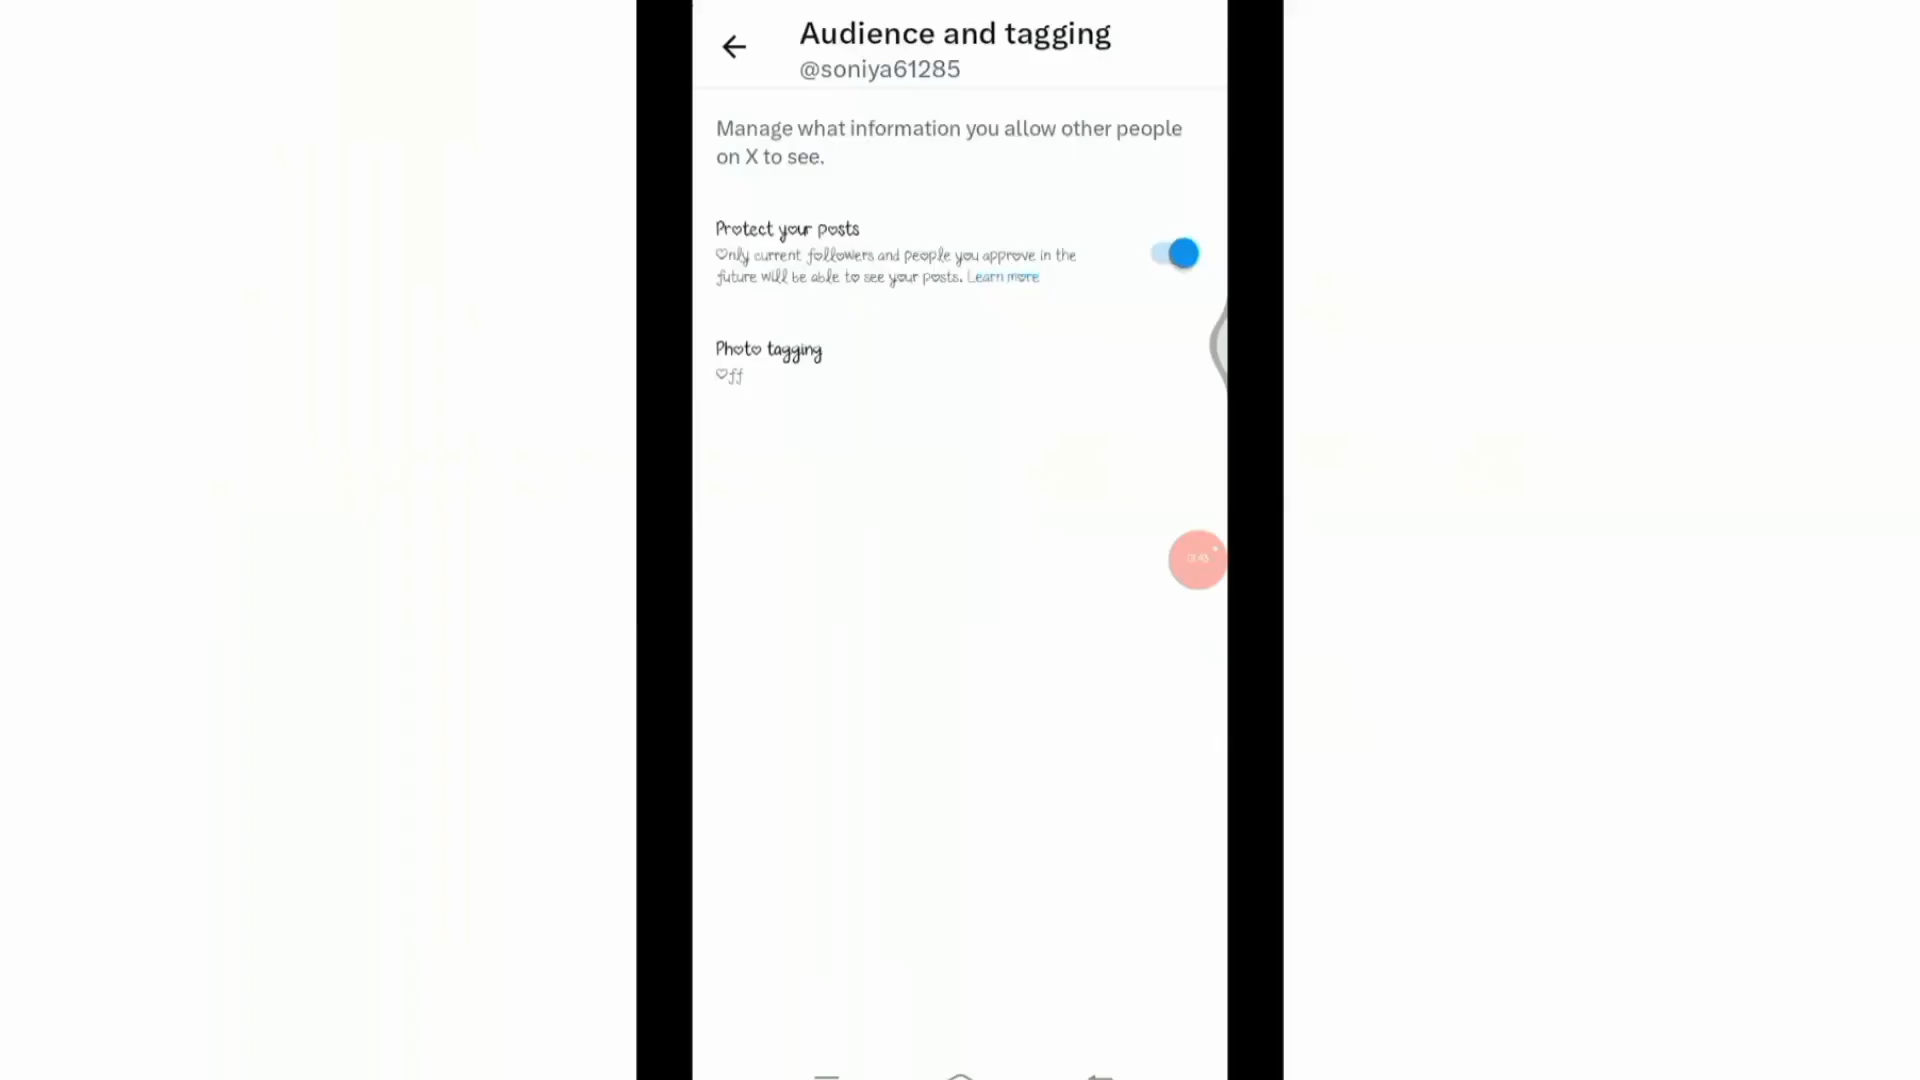 Audience and tagging
@soniya61285
Manage what information you allow other people
on X to see.
Protect your posts
Only current followers and people you approve in the
future will be able to see your posts. Learn more
Photo tagging
Off